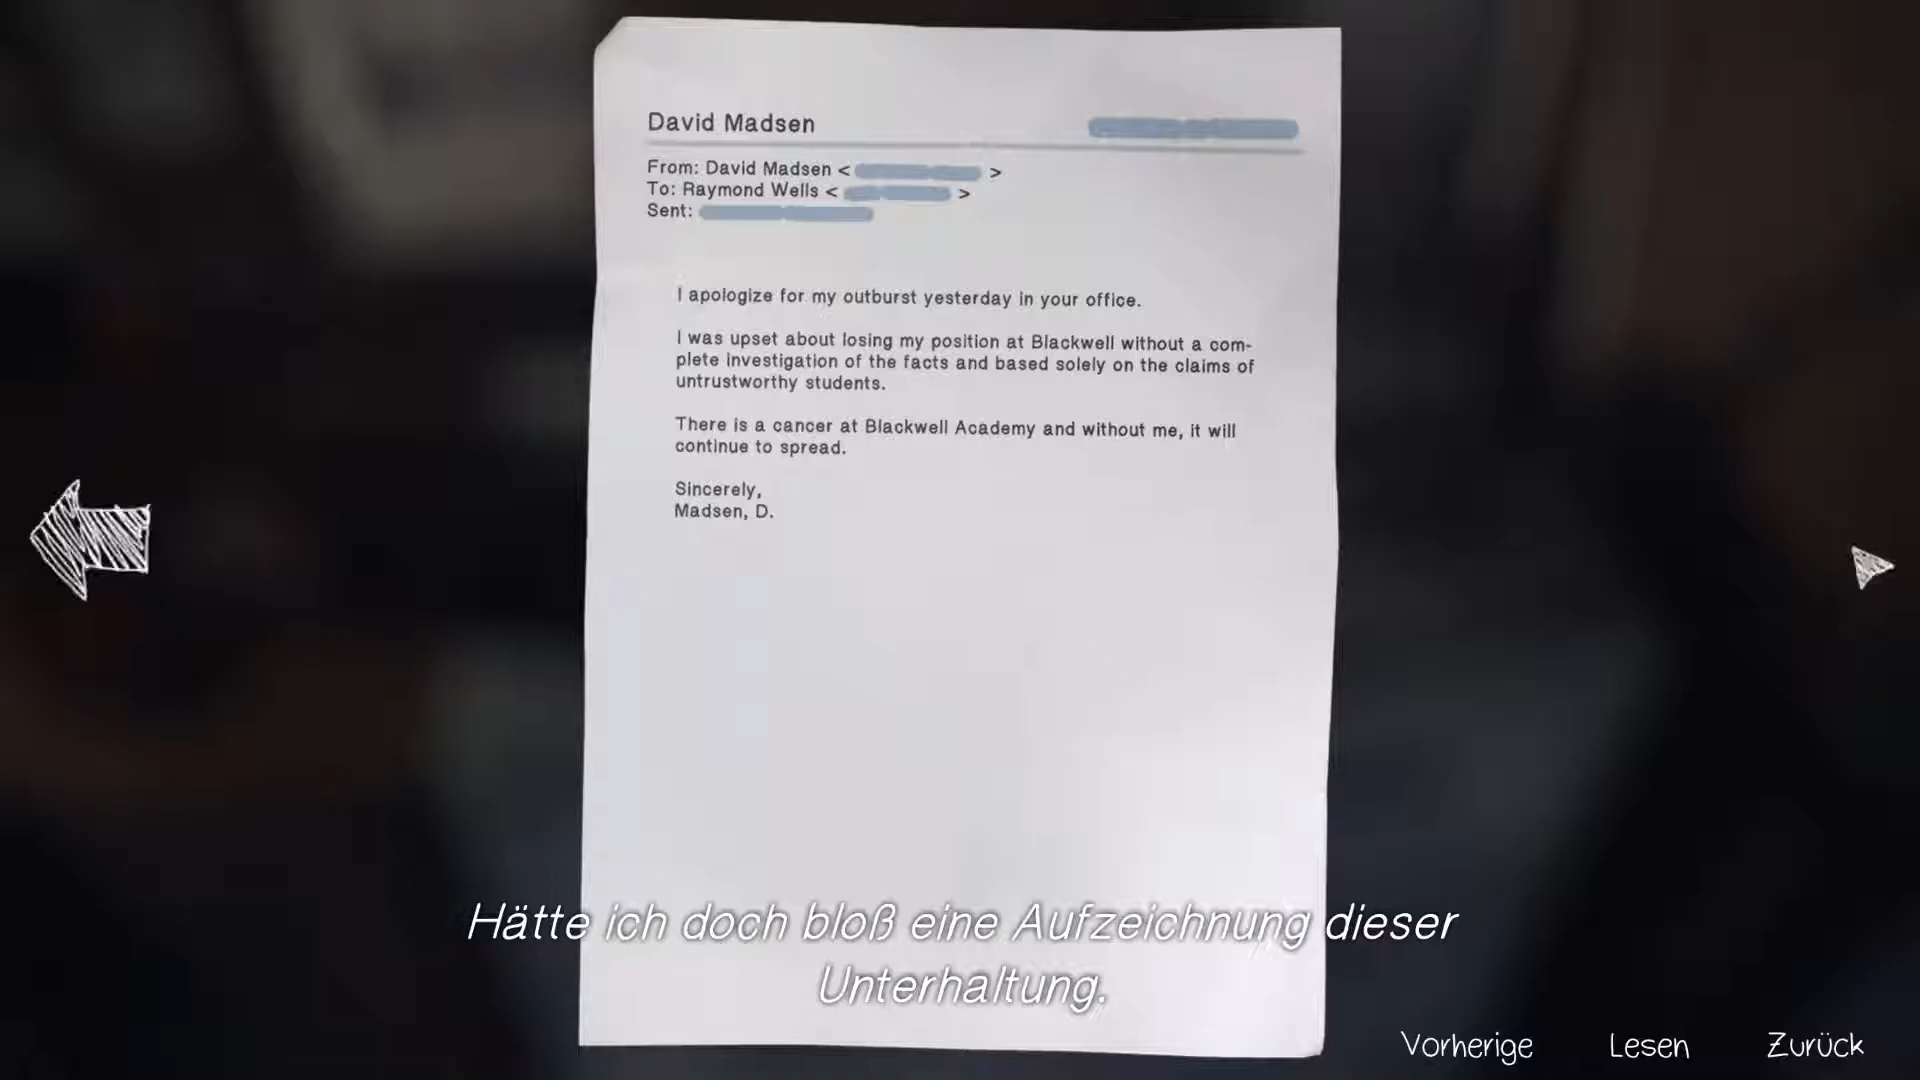 David Madsen
From: David Madsen < >
To: Raymond Wells < >
Sent:
I apologize for my outburst yesterday in your office.
I was upset about losing my position at Blackwell without a com-
plete investigation of the facts and based solely on the claims of
untrustworthy students.
There is a cancer at Blackwell Academy and without me, it will
continue to spread.
Sincerely,
Madsen, D.
Hätte ich doch bloß eine Aufzeichnung dieser
Unterhaltung.
Vorherige Lesen Zurück